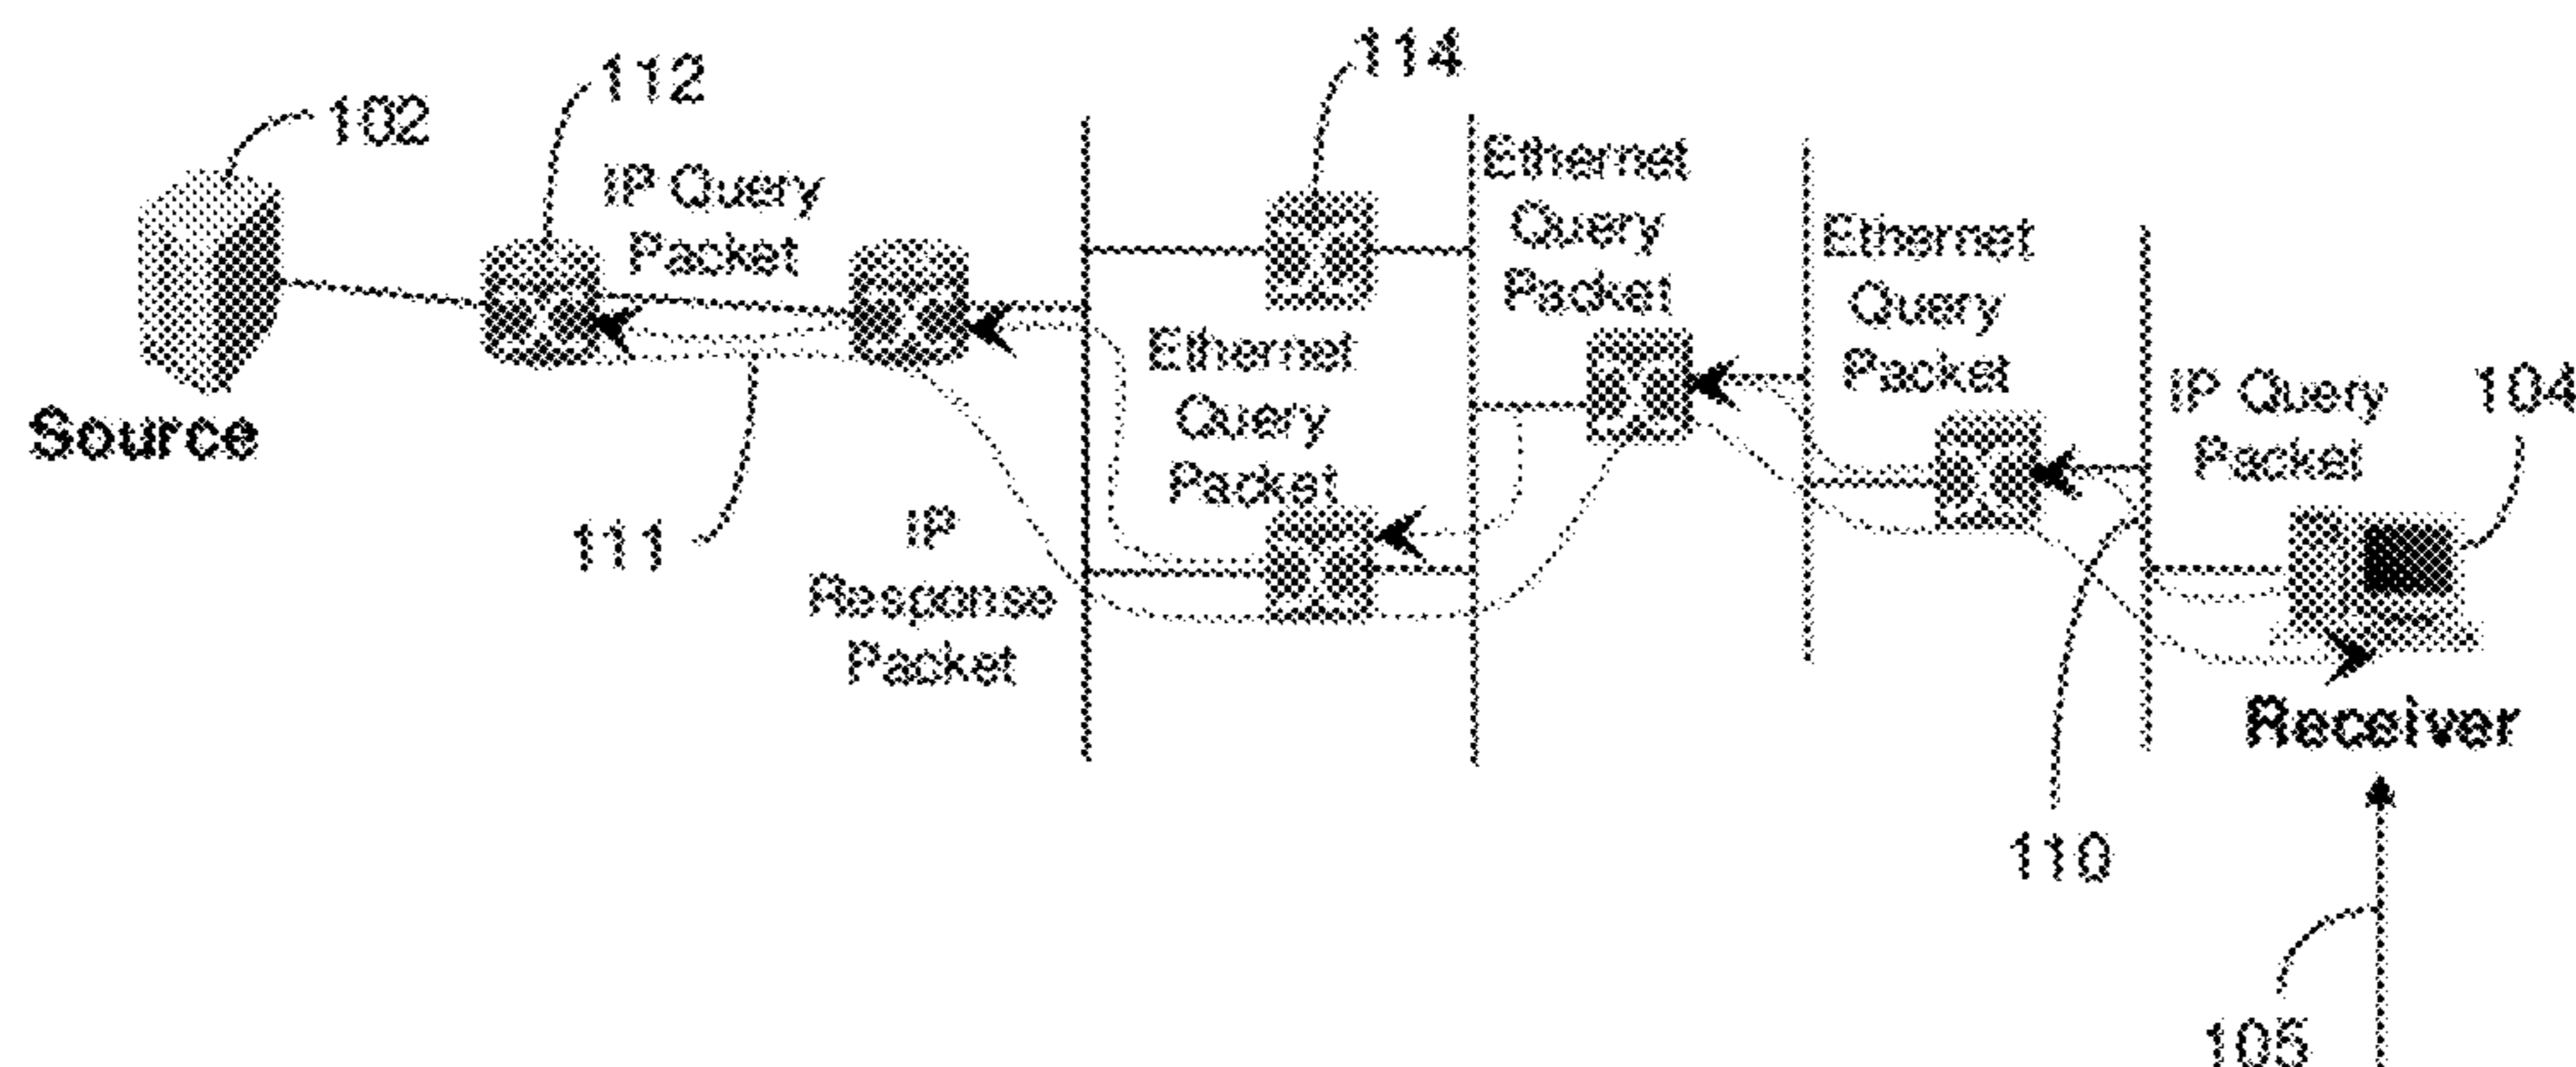 102
112
114
IP Query
Packet
Ethernet
Query
Packet
Ethernet
Query
Packet
Ethernet
Query
Packet
IP Query
Packet
104
Source
111
IP
Response
Packet
Receiver
110
105